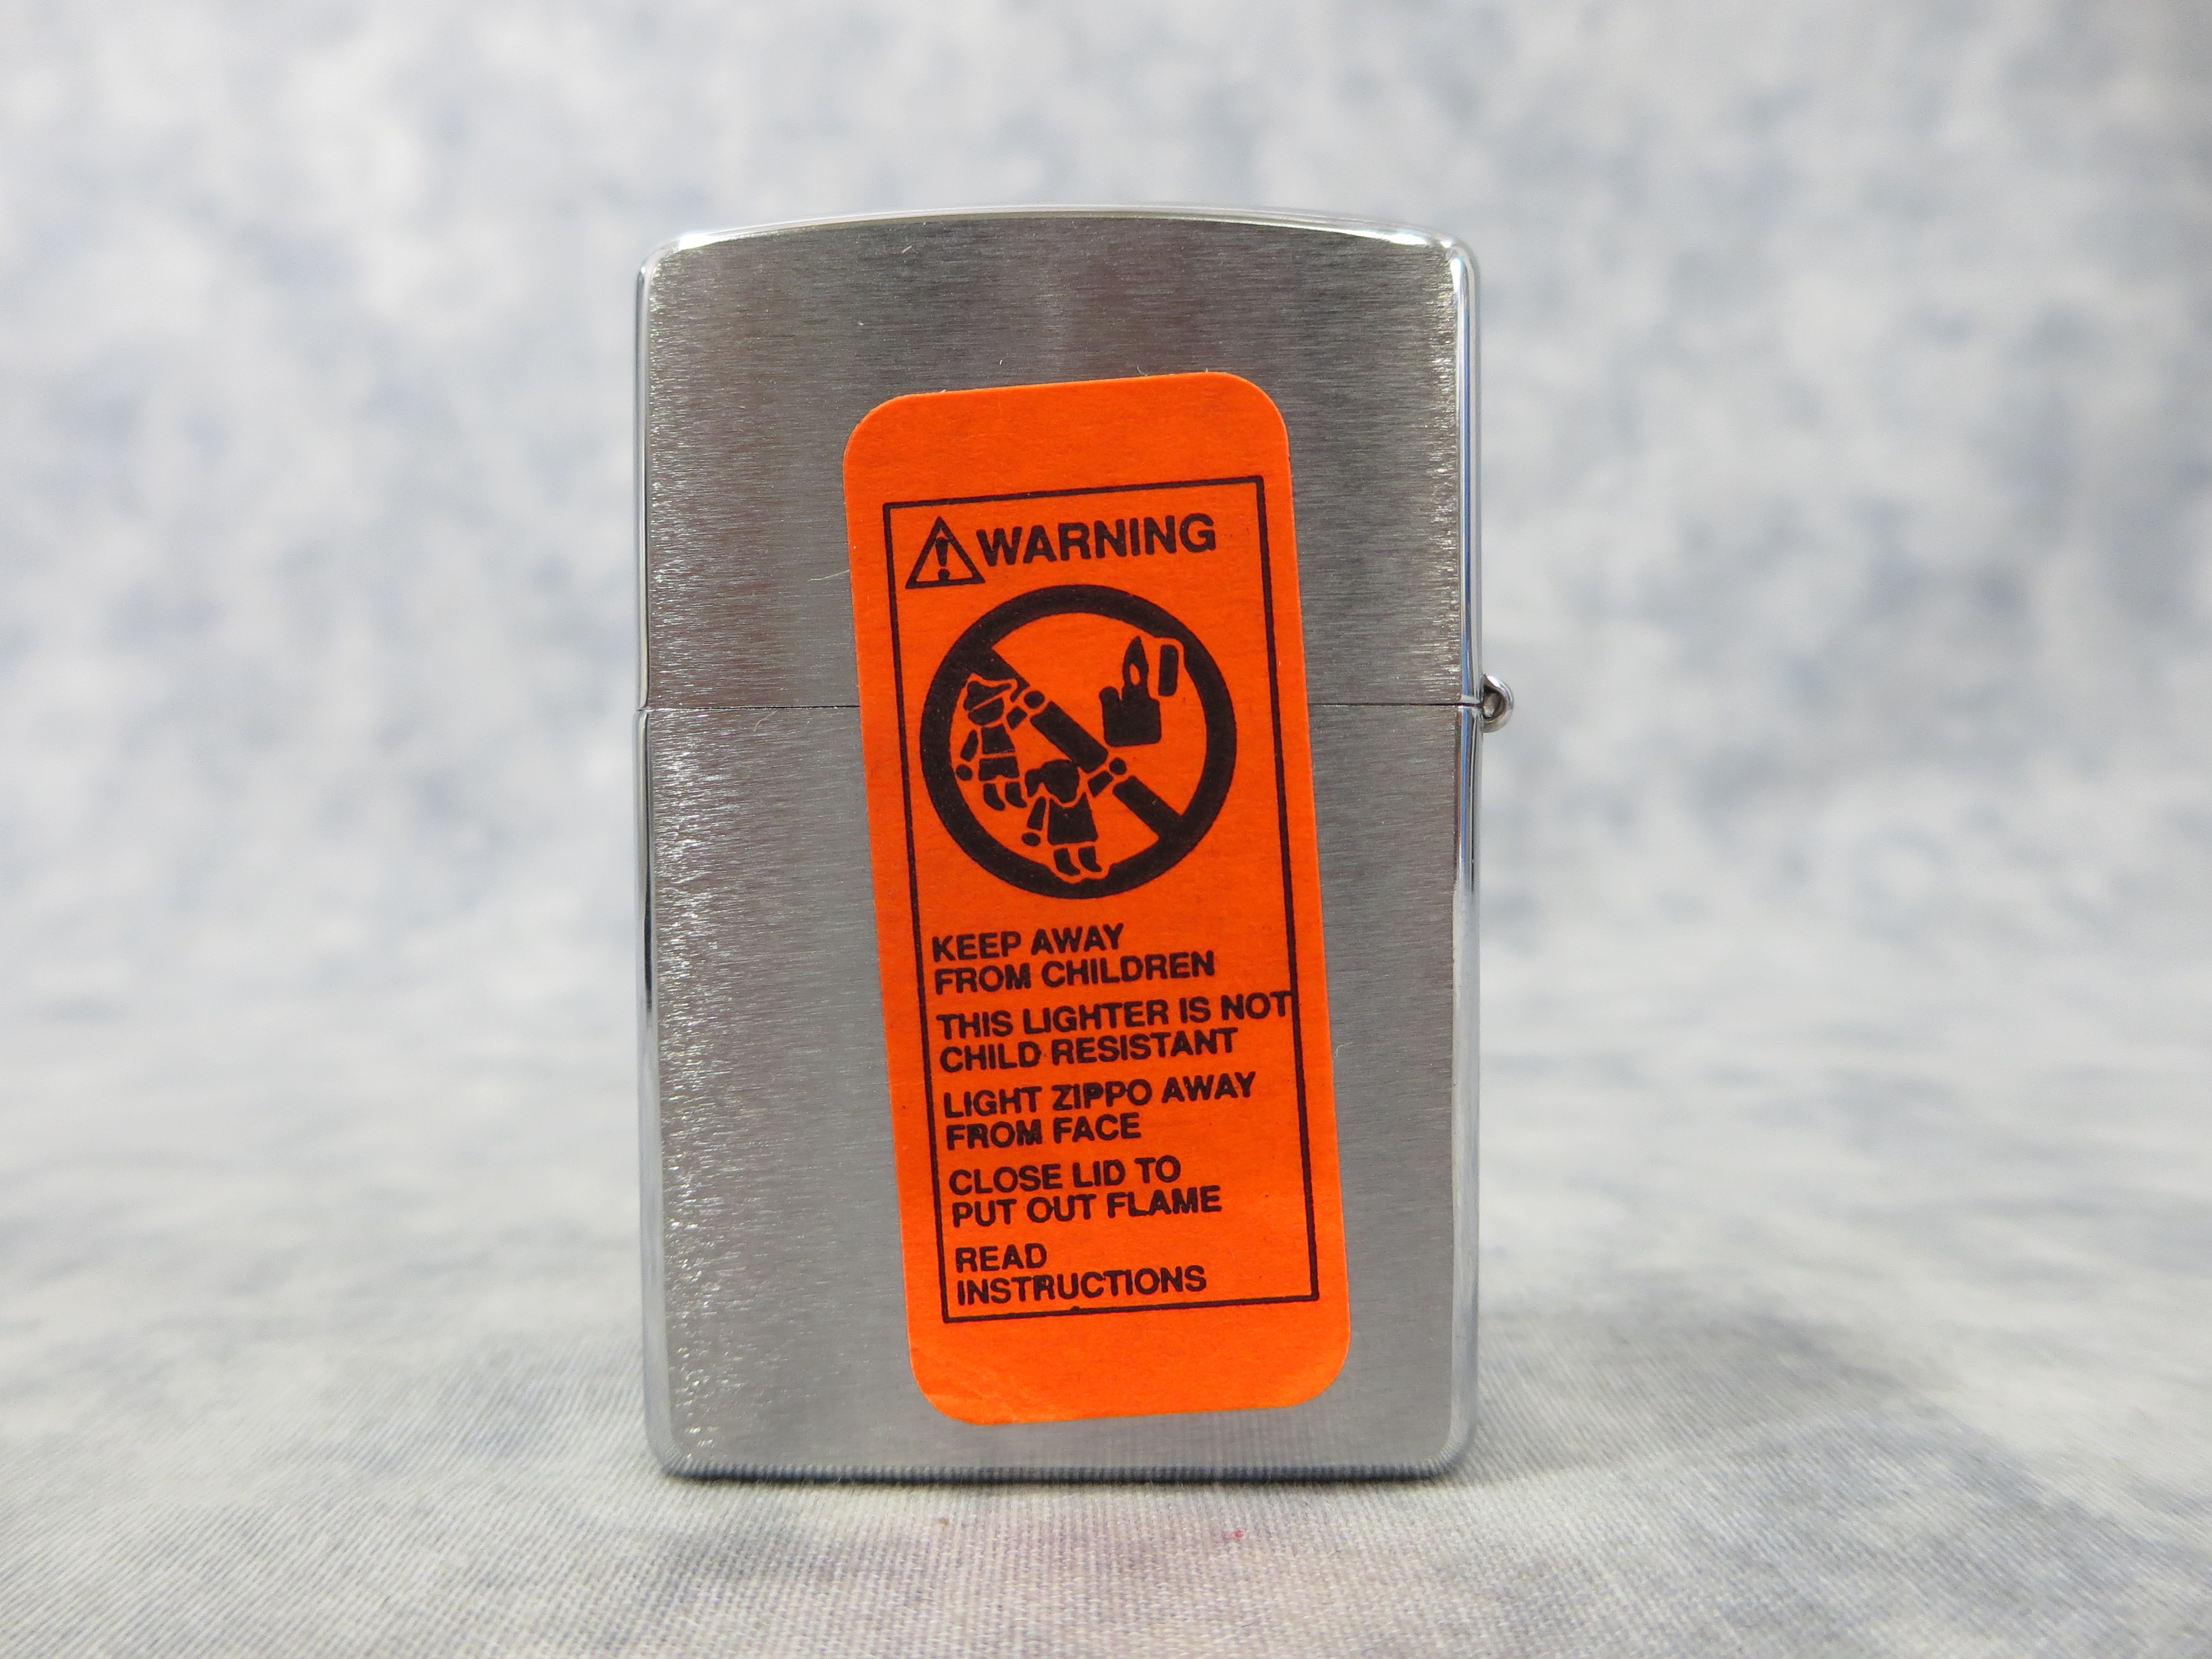 WARNING
KEEP AWAY
FROM CHILDREN
THIS LIGHTER IS NOT
CHILD RESISTANT
LIGHT ZIPPO AWAY
FROM FACE
CLOSE LID TO
PUT OUT FLAME
READ
INSTRUCTIONS